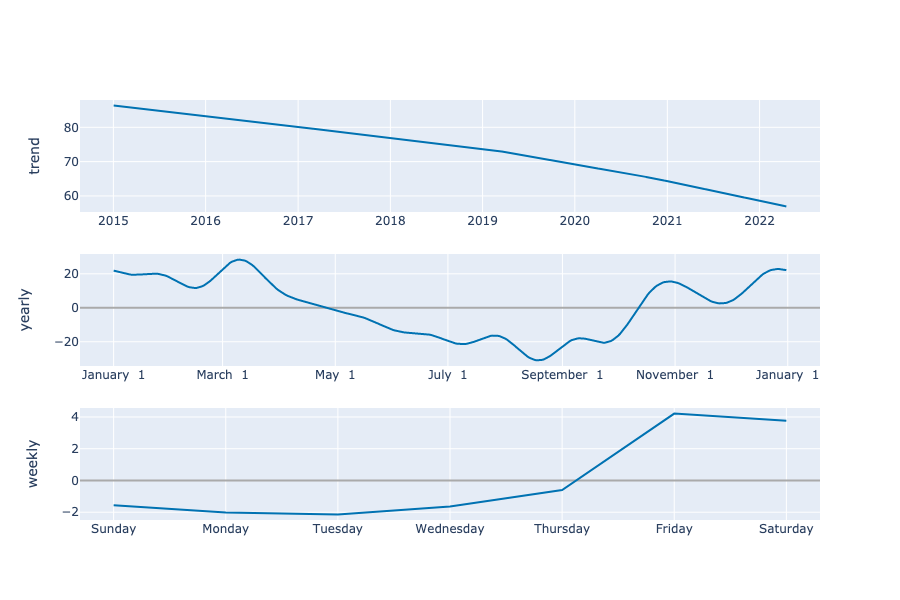 trend
80
70
60
2015 2016 2017 2018 2019 2020 2021 2022
yearly
20
0
−20
January 1 March 1 May 1 July 1 September 1 November 1 January 1
weekly
4
2
0
−2
Sunday Monday Tuesday Wednesday Thursday Friday Saturday